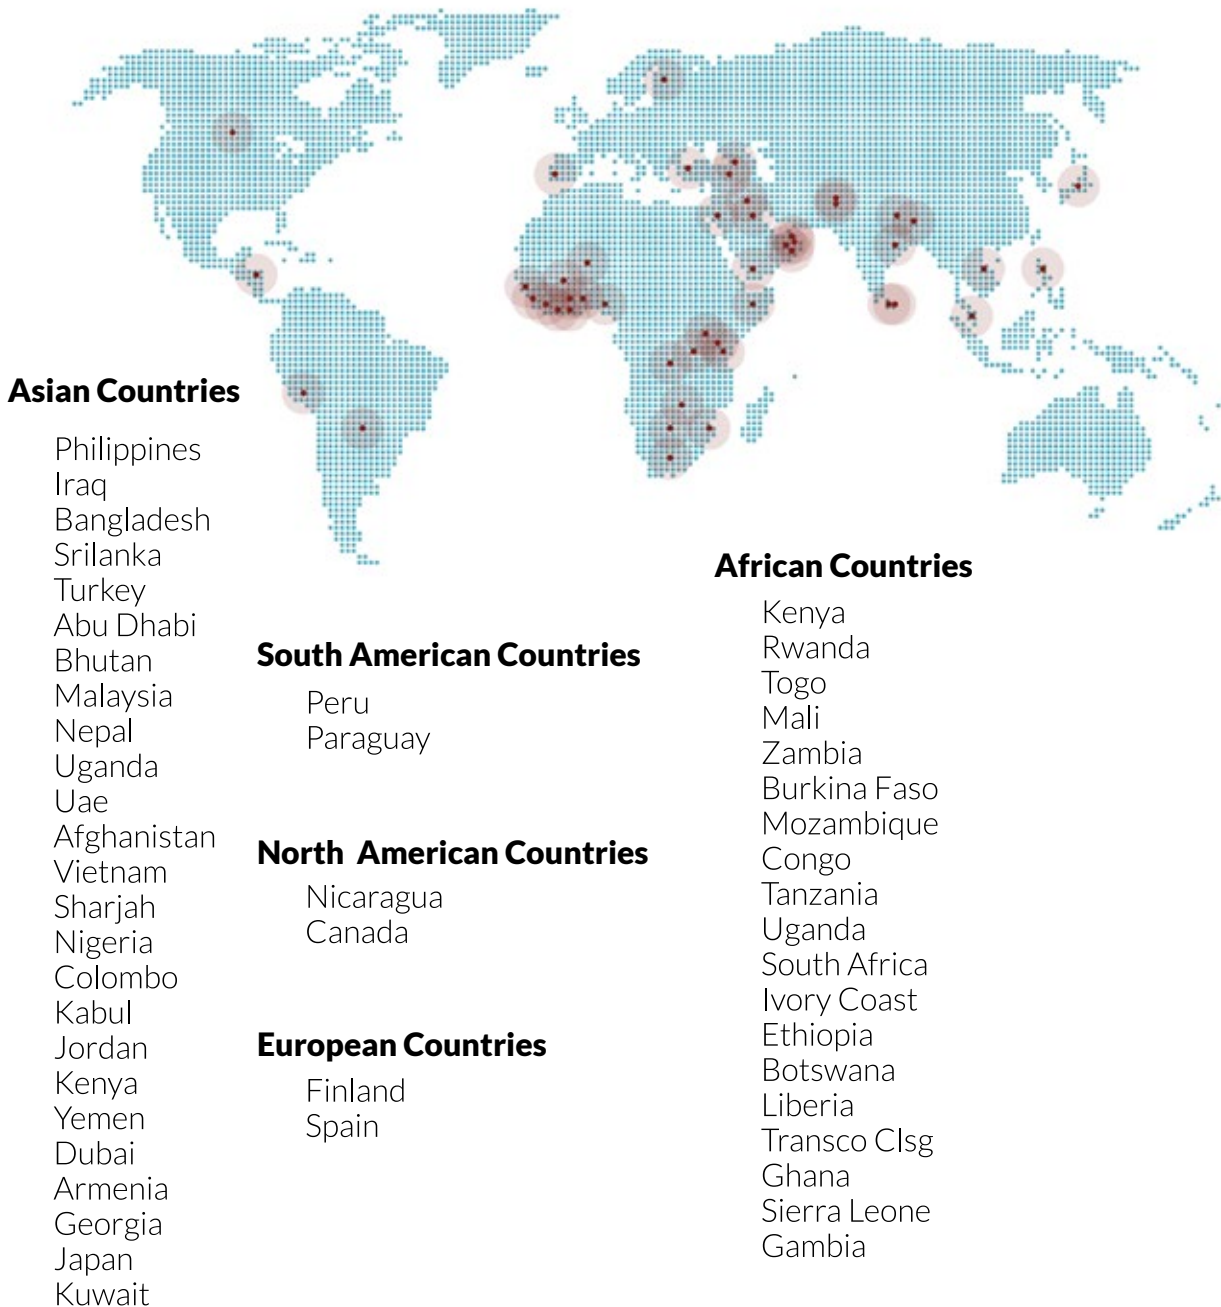 Asian Countries
Philippines
Iraq
Bangladesh
Srilanka
Turkey
Abu Dhabi
Bhutan
Malaysia
Nepal
Uganda
Uae
Afghanistan
Vietnam
Sharjah
Nigeria
Colombo
Kabul
Jordan
Kenya
Yemen
Dubai
Armenia
Georgia
Japan
Kuwait
South American Countries
Peru
Paraguay
North  American Countries
Nicaragua
Canada
European Countries
Finland
Spain
African Countries
Kenya
Rwanda
Togo
Mali
Zambia
Burkina Faso
Mozambique
Congo
Tanzania
Uganda
South Africa
Ivory Coast
Ethiopia
Botswana
Liberia
Transco Clsg
Ghana
Sierra Leone
Gambia